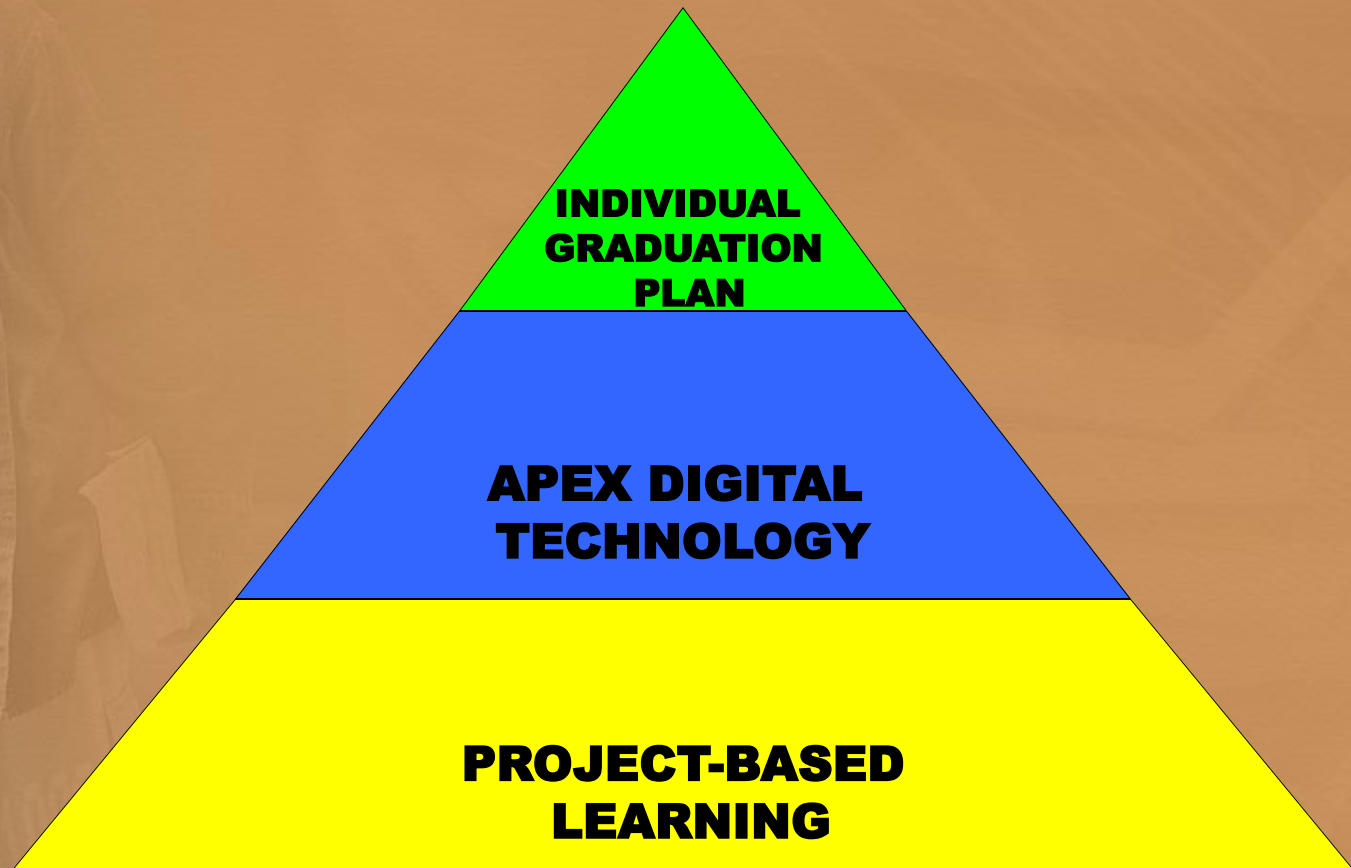 INDIVIDUAL
GRADUATION
PLAN
APEX DIGITAL
TECHNOLOGY
PROJECT-BASED
LEARNING